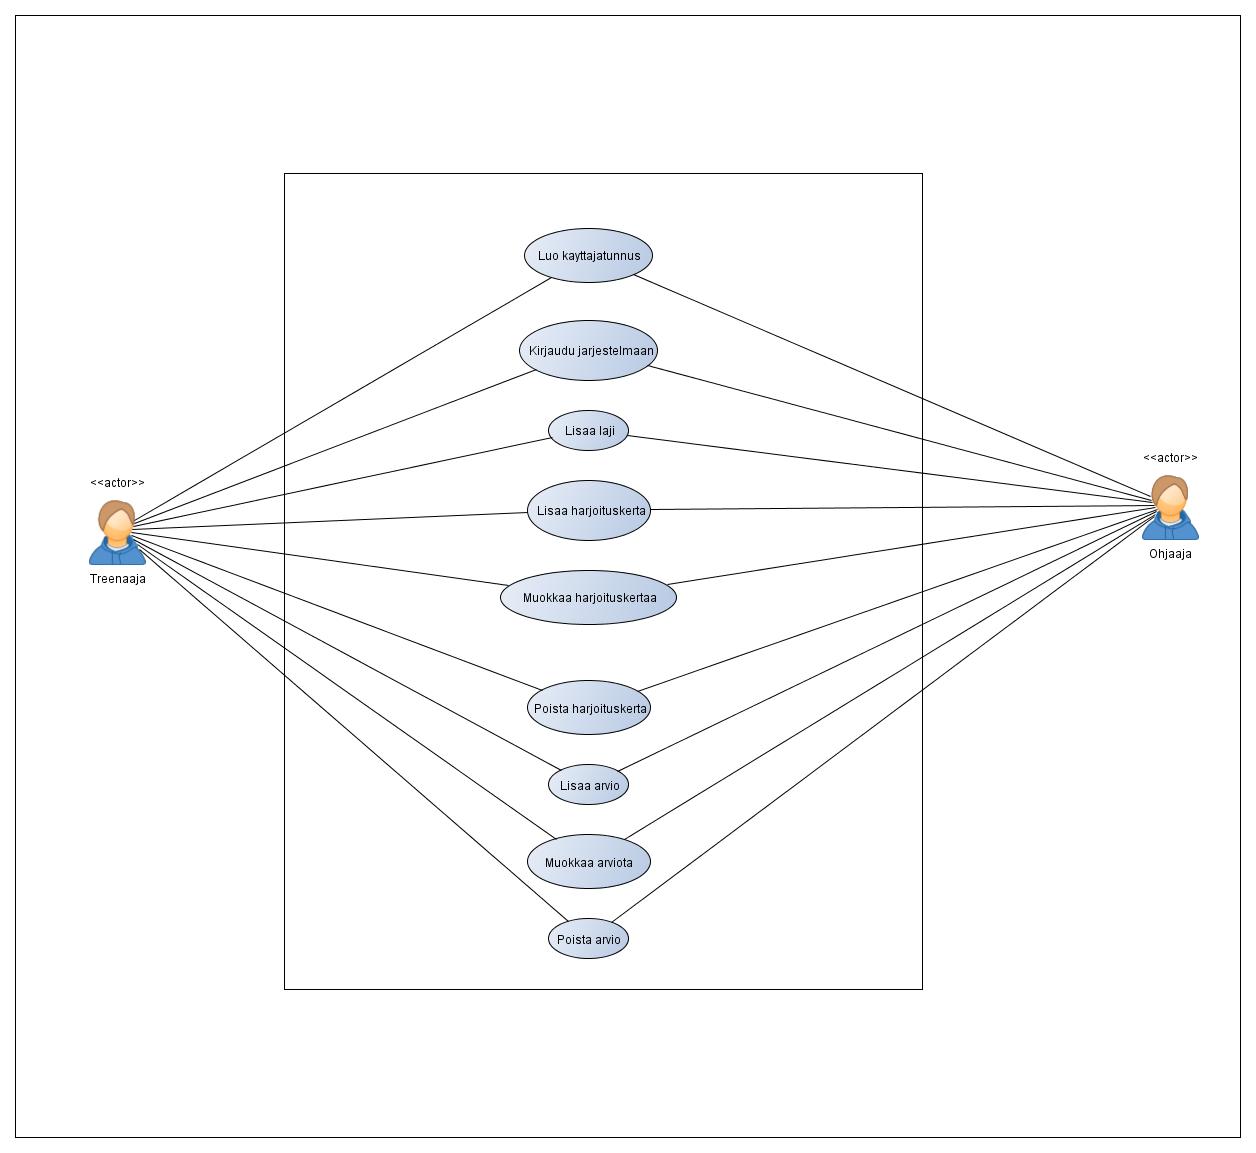 Luo kayttajatunnus
Kirjaudu jarjestelmaan
Lisaa laji
<<actor>>
Treenaaja
<<actor>>
Ohjaaja
Lisaa harjoituskerta
Muokkaa harjoituskertaa
Poista harjoituskerta
Lisaa arvio
Muokkaa arviota
Poista arvio